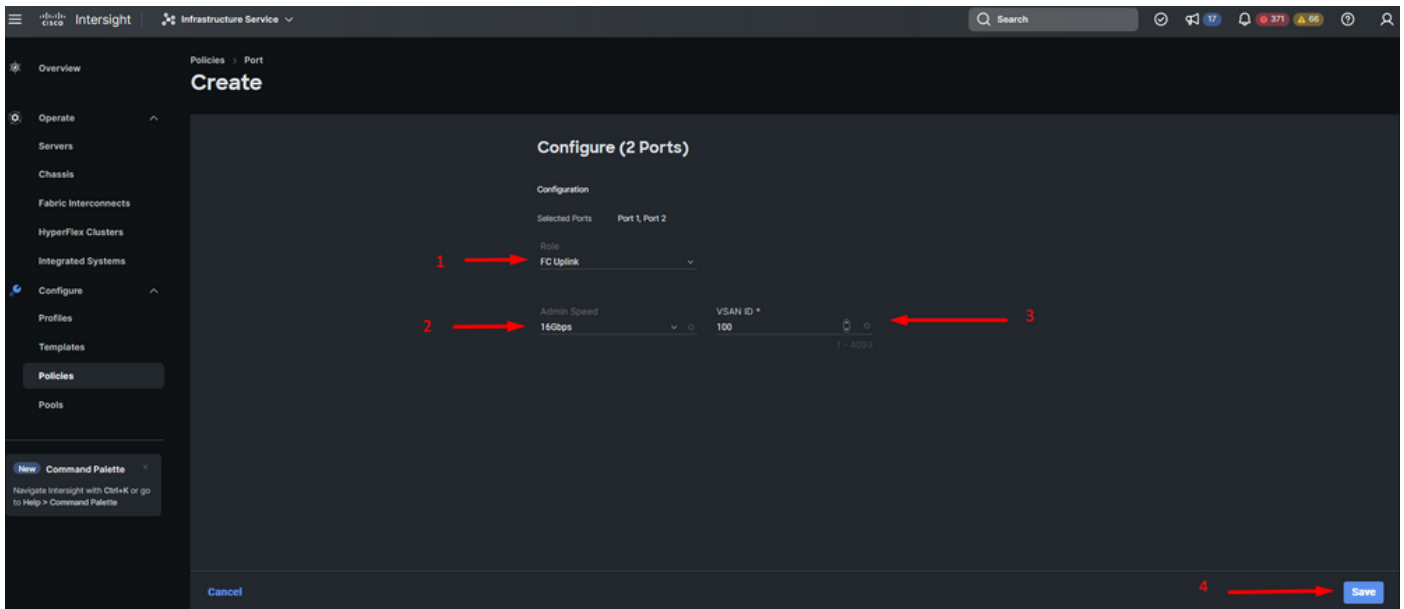 cisco Intersight
Infrastructure Service
Search
17
371
66
Overview
Operate
Servers
Chassis
Fabric Interconnects
HyperFlex Clusters
Integrated Systems
Configure
Profiles
Templates
Policies
Pools
New Command Palette
Navigate Intersight with Ctrl+K or go
to Help > Command Palette
Policies > Port
Create
Configure (2 Ports)
Configuration
Selected Ports Port 1, Port 2
Role
1
FC Uplink
Admin Speed
VSAN ID *
2
16Gbps
100
3
1 - 4093
Cancel
4
Save